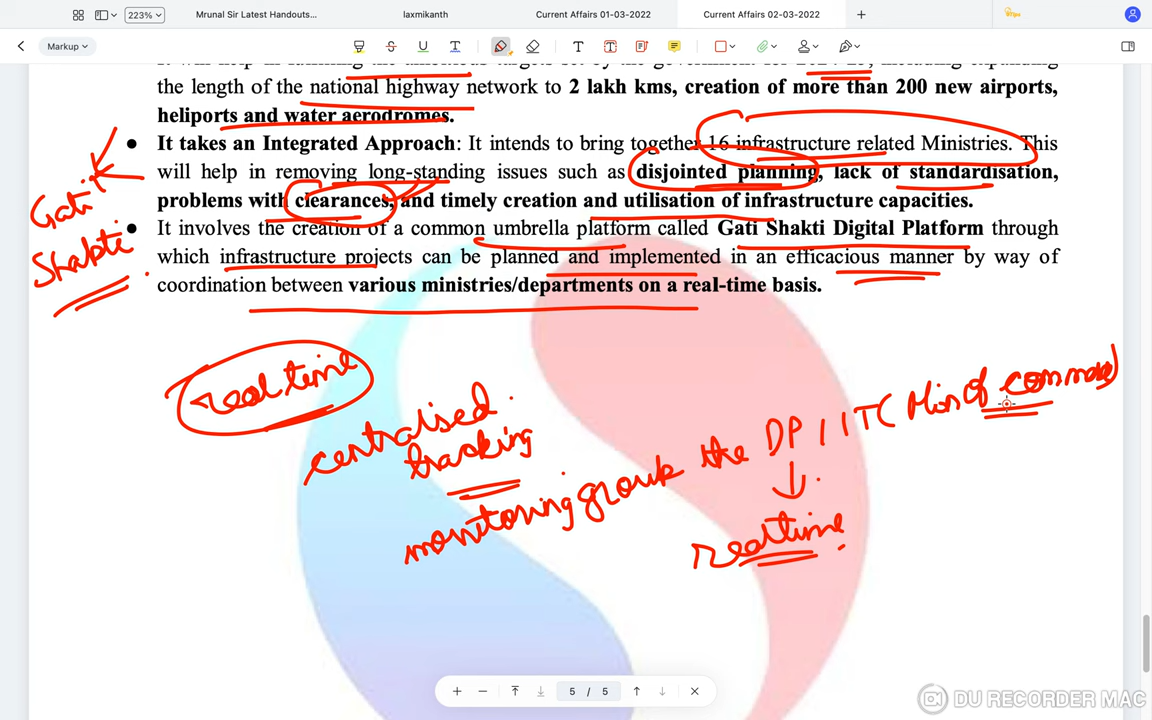 223%
Mrunal Sir Latest Handouts...
laxmikanth
Current Affairs 01-03-2022
Current Affairs 02-03-2022
Markup
the length of the national highway network to 2 lakh kms, creation of more than 200 new airports,
heliports and water aerodromes.
● It takes an Integrated Approach: It intends to bring together 16 infrastructure related Ministries. This
will help in removing long-standing issues such as disjointed planning, lack of standardisation,
problems with clearances, and timely creation and utilisation of infrastructure capacities.
● It involves the creation of a common umbrella platform called Gati Shakti Digital Platform through
which infrastructure projects can be planned and implemented in an efficacious manner by way of
coordination between various ministries/departments on a real-time basis.
Gati
Shakti
real time
centralised
tracking
monitoring group the DPIIT (Min of
real time
5 / 5
DU RECORDER MAC